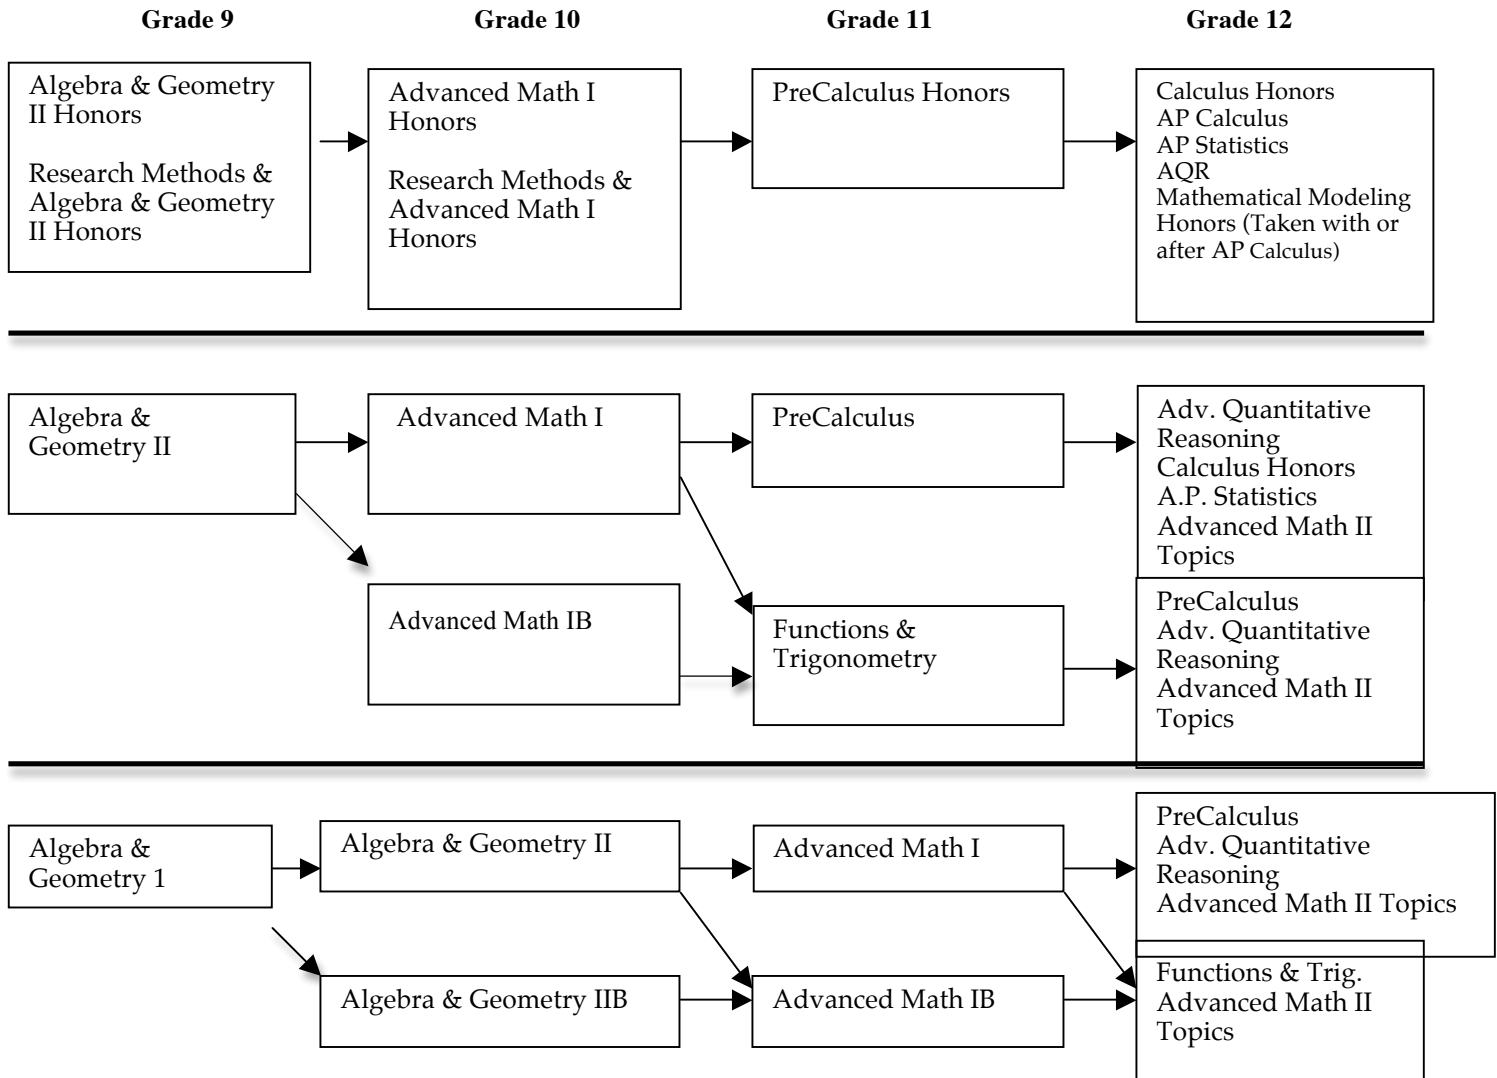 Grade 9 Grade 10 Grade 11 Grade 12
Algebra & Geometry
II Honors
Research Methods &
Algebra & Geometry
II Honors
Advanced Math I
Honors
Research Methods &
Advanced Math I
Honors
PreCalculus Honors
Calculus Honors
AP Calculus
AP Statistics
AQR
Mathematical Modeling
Honors (Taken with or
after AP Calculus)
Algebra &
Geometry II
Advanced Math I
PreCalculus
Adv. Quantitative
Reasoning
Calculus Honors
A.P. Statistics
Advanced Math II
Topics
Advanced Math IB
Functions &
Trigonometry
PreCalculus
Adv. Quantitative
Reasoning
Advanced Math II
Topics
Algebra &
Geometry 1
Algebra & Geometry II
Advanced Math I
PreCalculus
Adv. Quantitative
Reasoning
Advanced Math II Topics
Algebra & Geometry IIB
Advanced Math IB
Functions & Trig.
Advanced Math II
Topics